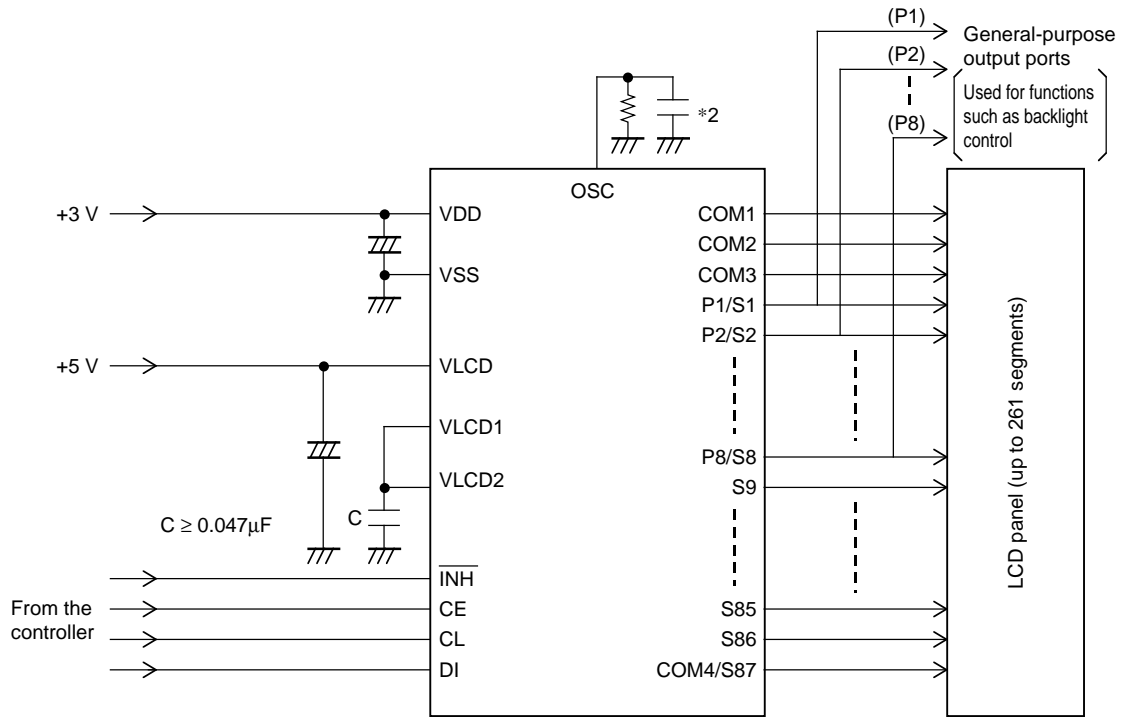 (P1)
General-purpose
output ports
(P2)
Used for functions
such as backlight
control
(P8)
*2
OSC
+3 V
VDD
COM1
COM2
VSS
COM3
P1/S1
P2/S2
+5 V
VLCD
VLCD1
P8/S8
VLCD2
S9
C ≥ 0.047μF
C
LCD panel (up to 261 segments)
I̅N̅H̅
From the
controller
CE
S85
CL
S86
DI
COM4/S87